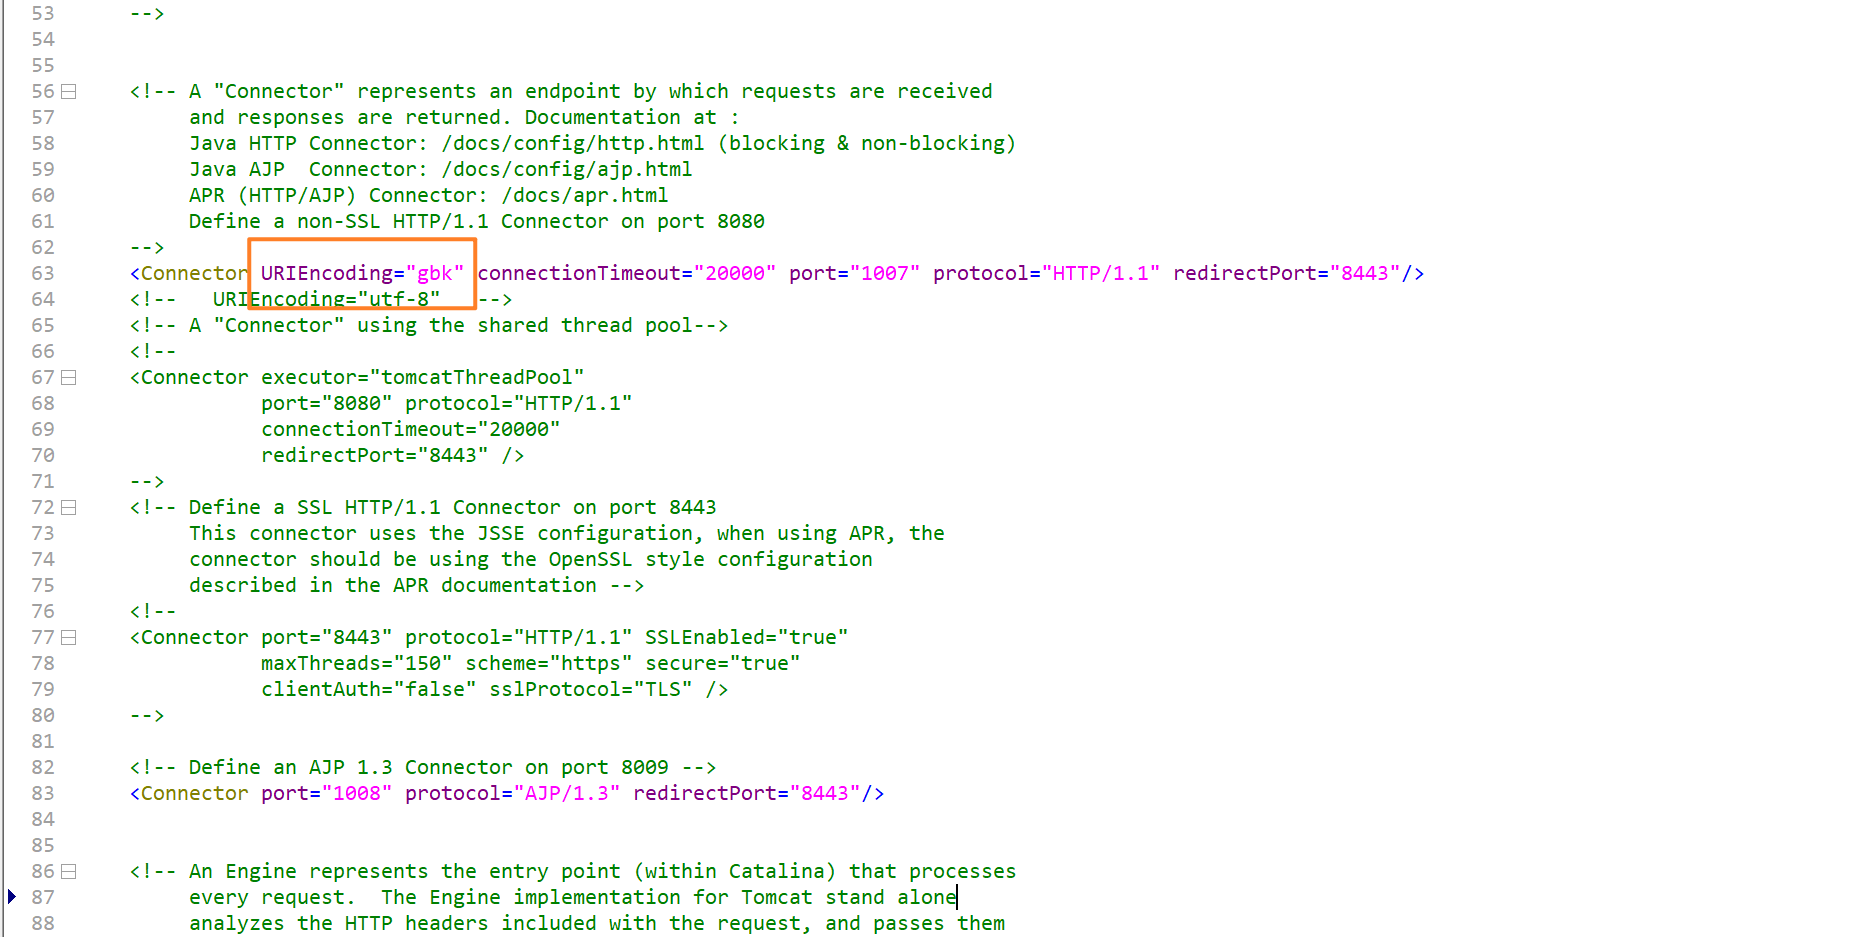 53 -->
54
55
56 <!-- A "Connector" represents an endpoint by which requests are received
57 and responses are returned. Documentation at :
58 Java HTTP Connector: /docs/config/http.html (blocking & non-blocking)
59 Java AJP  Connector: /docs/config/ajp.html
60 APR (HTTP/AJP) Connector: /docs/apr.html
61 Define a non-SSL HTTP/1.1 Connector on port 8080
62 -->
63 <Connector URIEncoding="gbk" connectionTimeout="20000" port="1007" protocol="HTTP/1.1" redirectPort="8443"/>
64 <!--   URIEncoding="utf-8"   -->
65 <!-- A "Connector" using the shared thread pool-->
66 <!--
67 <Connector executor="tomcatThreadPool"
68 port="8080" protocol="HTTP/1.1"
69 connectionTimeout="20000"
70 redirectPort="8443" />
71 -->
72 <!-- Define a SSL HTTP/1.1 Connector on port 8443
73 This connector uses the JSSE configuration, when using APR, the
74 connector should be using the OpenSSL style configuration
75 described in the APR documentation -->
76 <!--
77 <Connector port="8443" protocol="HTTP/1.1" SSLEnabled="true"
78 maxThreads="150" scheme="https" secure="true"
79 clientAuth="false" sslProtocol="TLS" />
80 -->
81
82 <!-- Define an AJP 1.3 Connector on port 8009 -->
83 <Connector port="1008" protocol="AJP/1.3" redirectPort="8443"/>
84
85
86 <!-- An Engine represents the entry point (within Catalina) that processes
87 every request.  The Engine implementation for Tomcat stand alone
88 analyzes the HTTP headers included with the request, and passes them